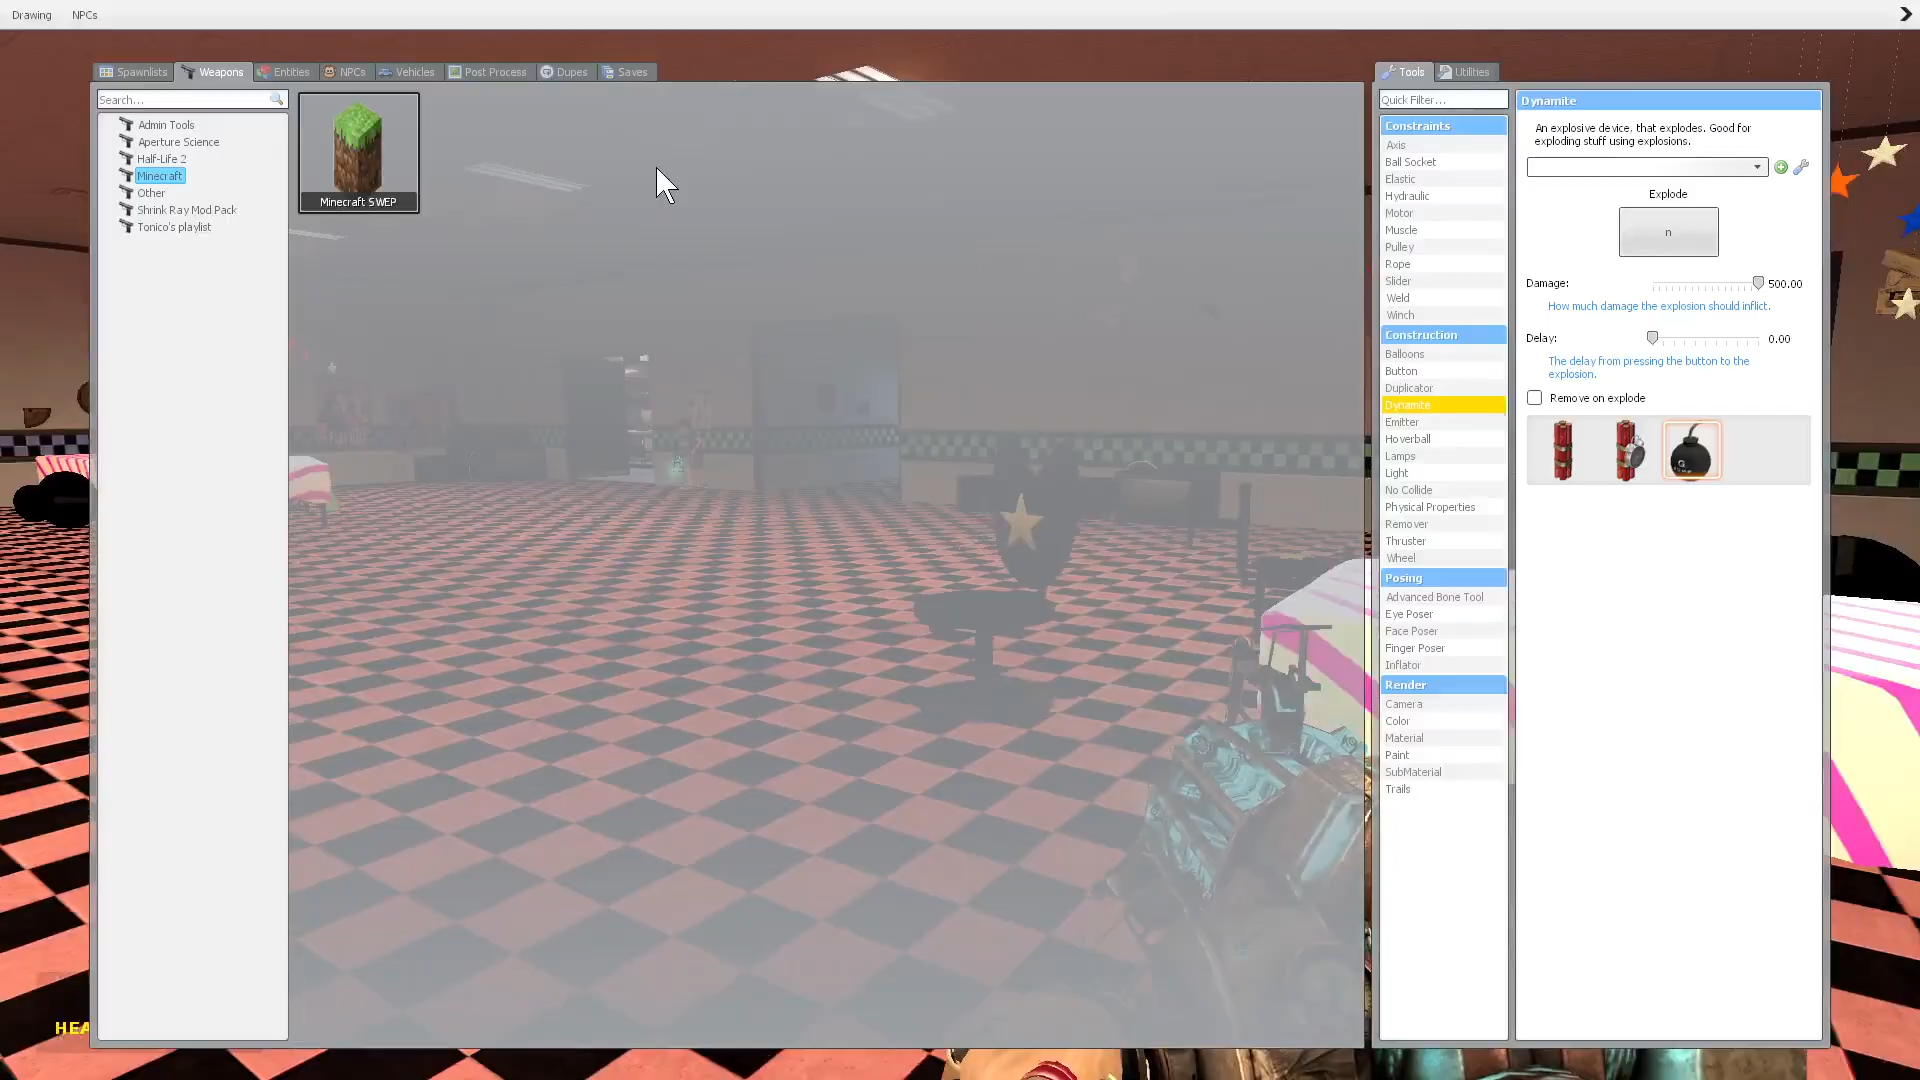 Drawing NPCs
Spawnlists Weapons Entities NPCs Vehicles Post Process Dupes Saves
Search...
Admin Tools
Aperture Science
Half-Life 2
Minecraft
Other
Shrink Ray Mod Pack
Tonico's playlist
Minecraft SWEP
Tools Utilities
Quick Filter...
Constraints
Axis
Ball Socket
Elastic
Hydraulic
Motor
Muscle
Pulley
Rope
Slider
Weld
Winch
Construction
Balloons
Button
Duplicator
Dynamite
Emitter
Hoverball
Lamps
Light
No Collide
Physical Properties
Remover
Thruster
Wheel
Posing
Advanced Bone Tool
Eye Poser
Face Poser
Finger Poser
Inflator
Render
Camera
Color
Material
Paint
SubMaterial
Trails
Dynamite
An explosive device, that explodes. Good for
exploding stuff using explosions.
Explode
n
Damage: 500.00
How much damage the explosion should inflict.
Delay: 0.00
The delay from pressing the button to the
explosion.
Remove on explode
HEA